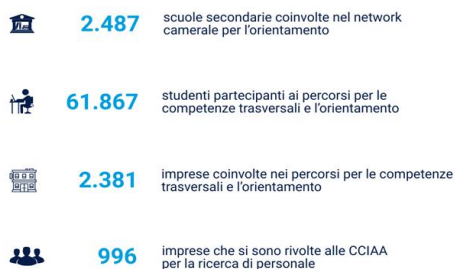 2.487
scuole secondarie coinvolte nel network
camerale per l'orientamento
61.867
studenti partecipanti ai percorsi per le
competenze trasversali e l'orientamento
2.381
imprese coinvolte nei percorsi per le competenze
trasversali e l'orientamento
996
imprese che si sono rivolte alle CCIAA
per la ricerca di personale